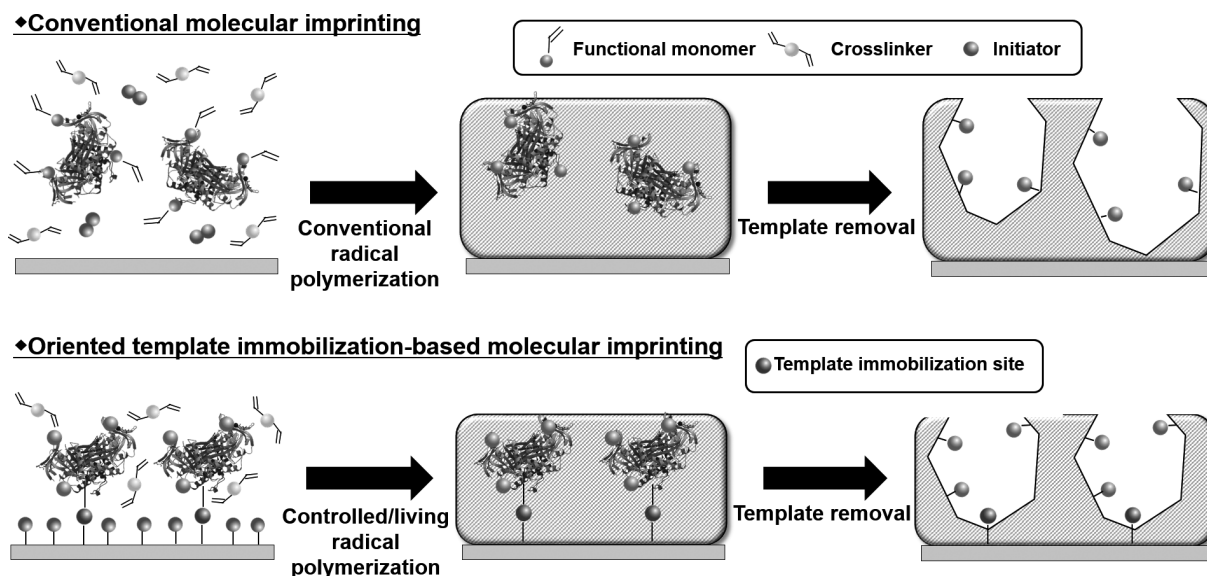 ◆Conventional molecular imprinting
Functional monomer
Crosslinker
Initiator
Conventional
radical
polymerization
Template removal
◆Oriented template immobilization-based molecular imprinting
Template immobilization site
Controlled/living
radical
polymerization
Template removal